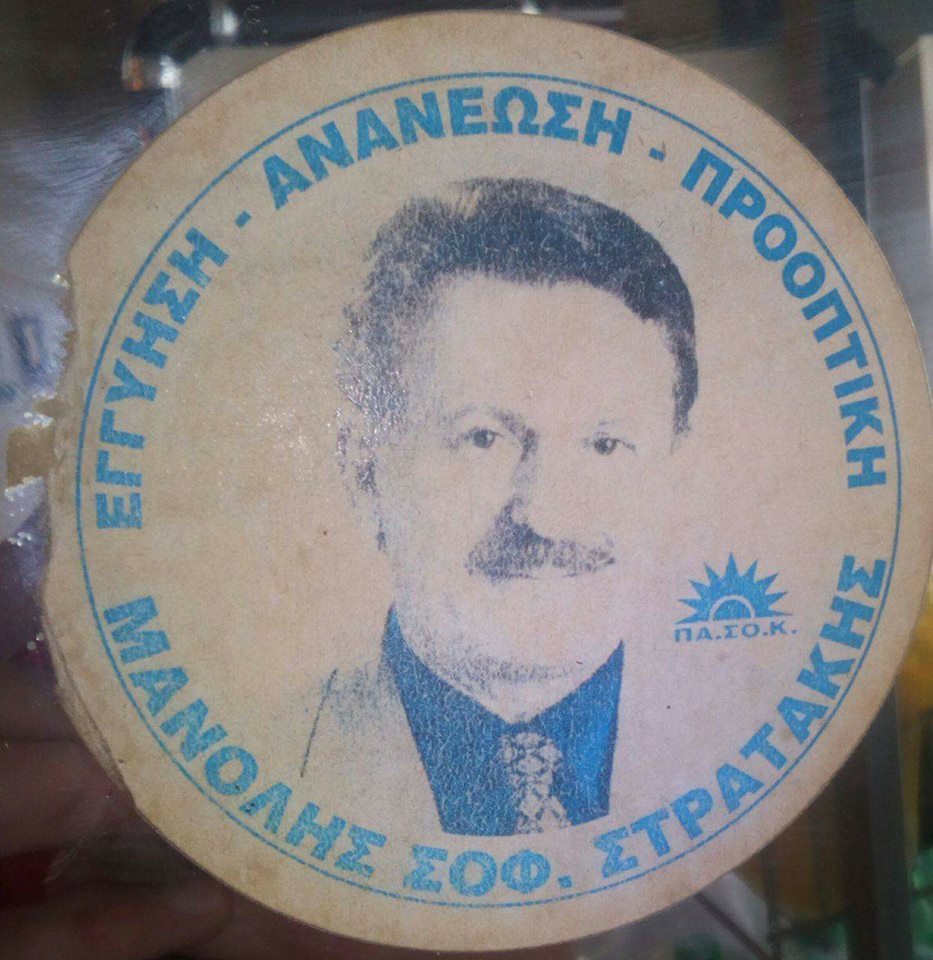 ΕΓΓΥΗΣΗ - ΑΝΑΝΕΩΣΗ - ΠΡΟΟΠΤΙΚΗ
ΠΑ.ΣΟ.Κ.
ΜΑΝΟΛΗΣ ΣΟΦ. ΣΤΡΑΤΑΚΗΣ